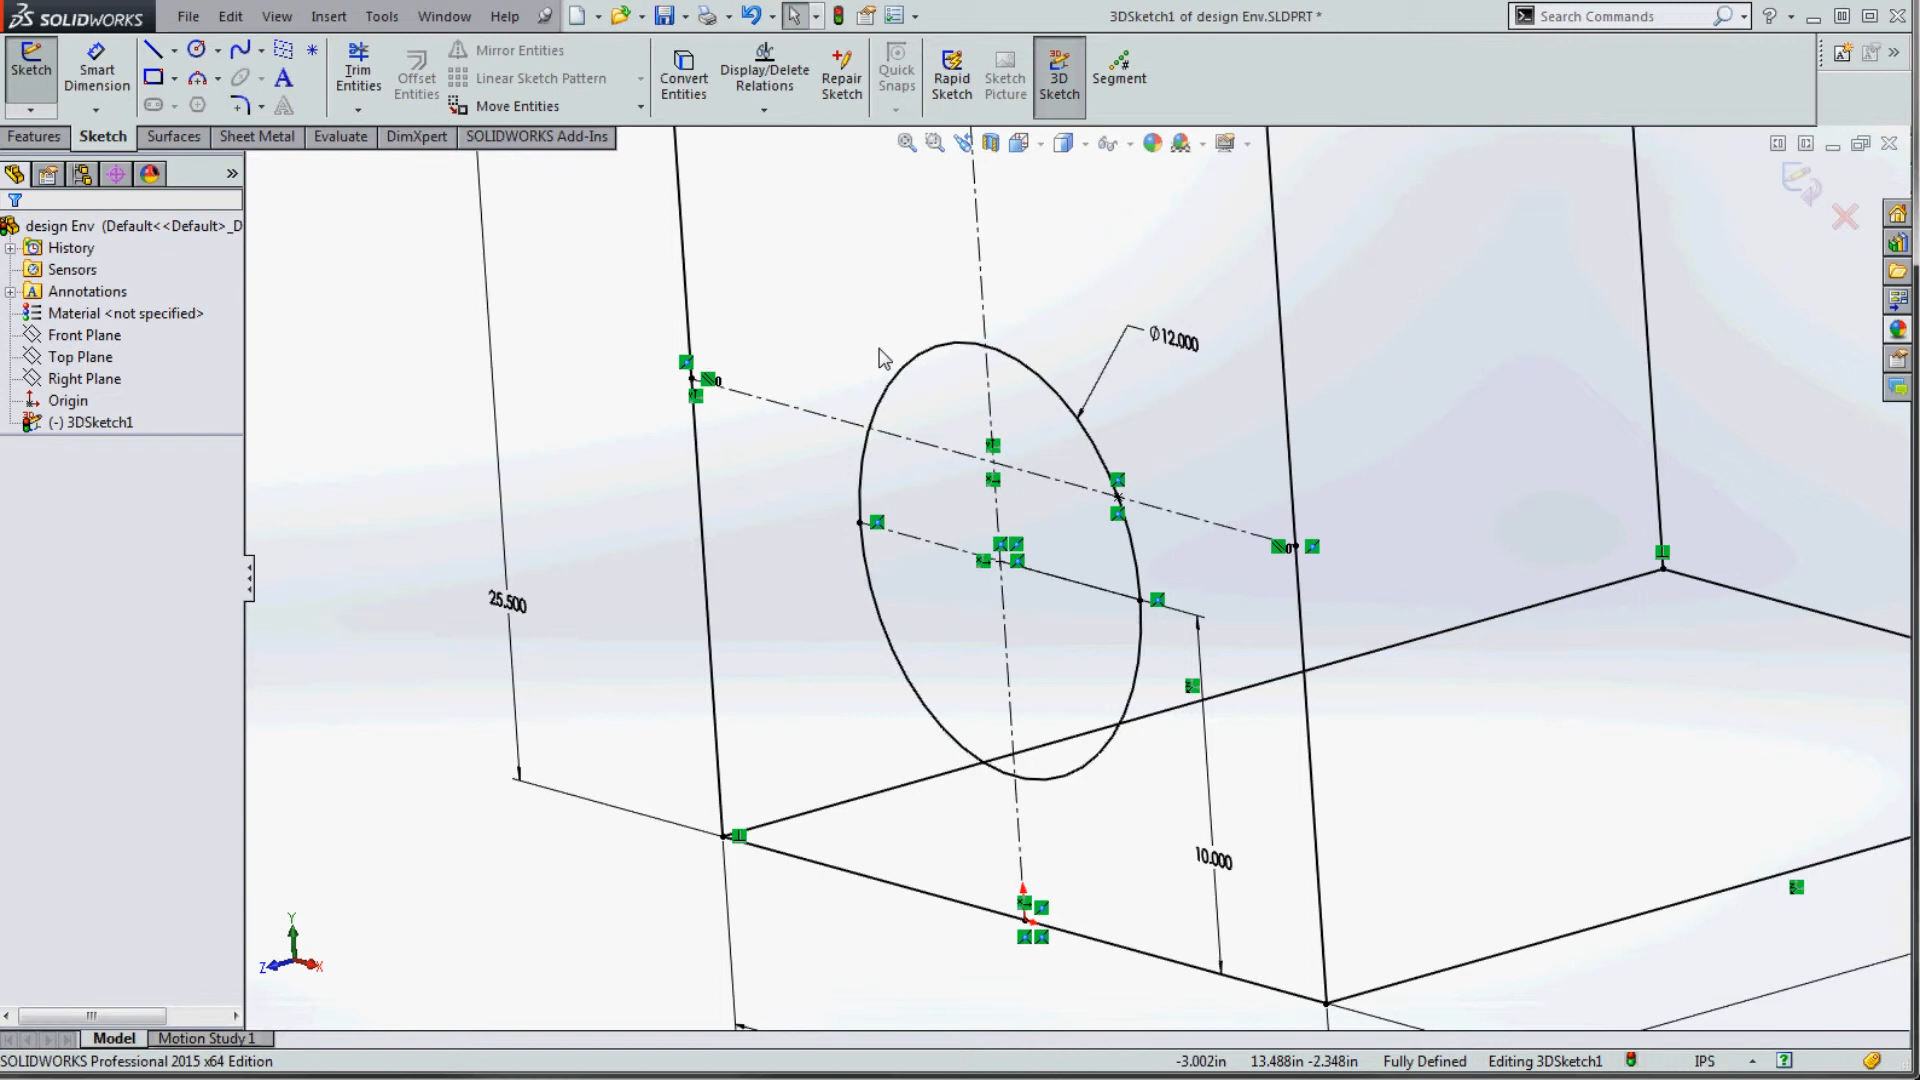 SOLIDWORKS File Edit View Insert Tools Window Help 3DSketch1 of design Env.SLDPRT * Search Commands
Sketch
Smart Dimension
Trim Entities
Offset Entities
Mirror Entities
Linear Sketch Pattern
Move Entities
Convert Entities
Display/Delete Relations
Repair Sketch
Quick Snaps
Rapid Sketch
Sketch Picture
3D Sketch
Segment
Features Sketch Surfaces Sheet Metal Evaluate DimXpert SOLIDWORKS Add-Ins
design Env (Default<<Default>_D
History
Sensors
Annotations
Material <not specified>
Front Plane
Top Plane
Right Plane
Origin
(-) 3DSketch1
Ø12.000
0
0
25.500
10.000
Y
Z X
Model Motion Study 1
SOLIDWORKS Professional 2015 x64 Edition -3.002in 13.488in -2.348in Fully Defined Editing 3DSketch1 IPS